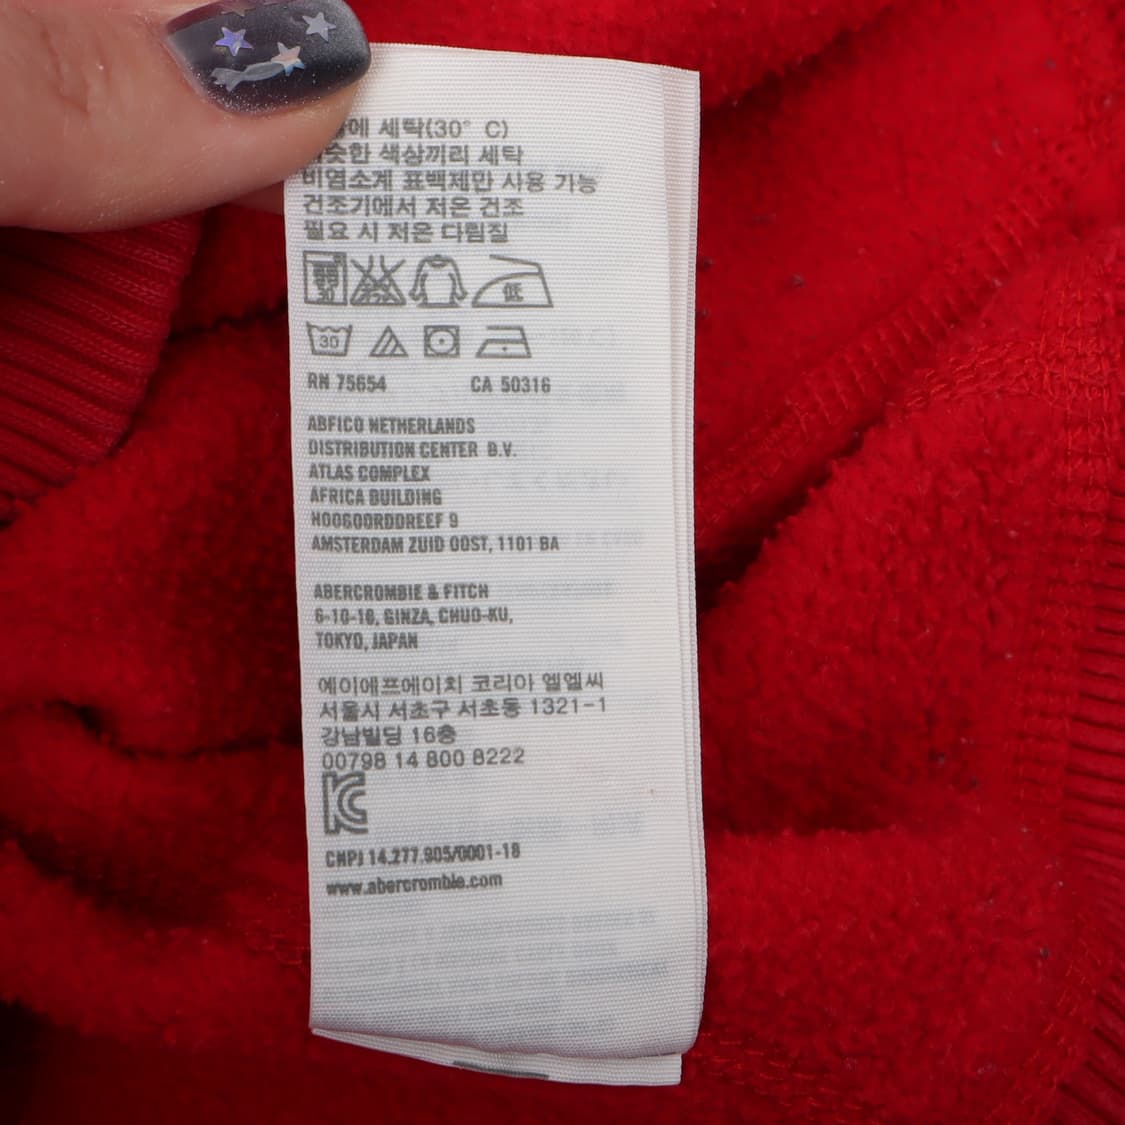 에 세탁(30° C)
비슷한 색상끼리 세탁
비염소계 표백제만 사용 가능
건조기에서 저온 건조
필요 시 저온 다림질
低
30
RN 75654 CA 50316
ABFICO NETHERLANDS
DISTRIBUTION CENTER B.V.
ATLAS COMPLEX
AFRICA BUILDING
HOOGOORDDREEF 9
AMSTERDAM ZUID OOST, 1101 BA
ABERCROMBIE & FITCH
6-10-16, GINZA, CHUO-KU,
TOKYO, JAPAN
에이에프에이치 코리아 엘엘씨
서울시 서초구 서초동 1321-1
강남빌딩 16층
00798 14 800 8222
KC
CNPJ 14.277.905/0001-18
www.abercrombie.com